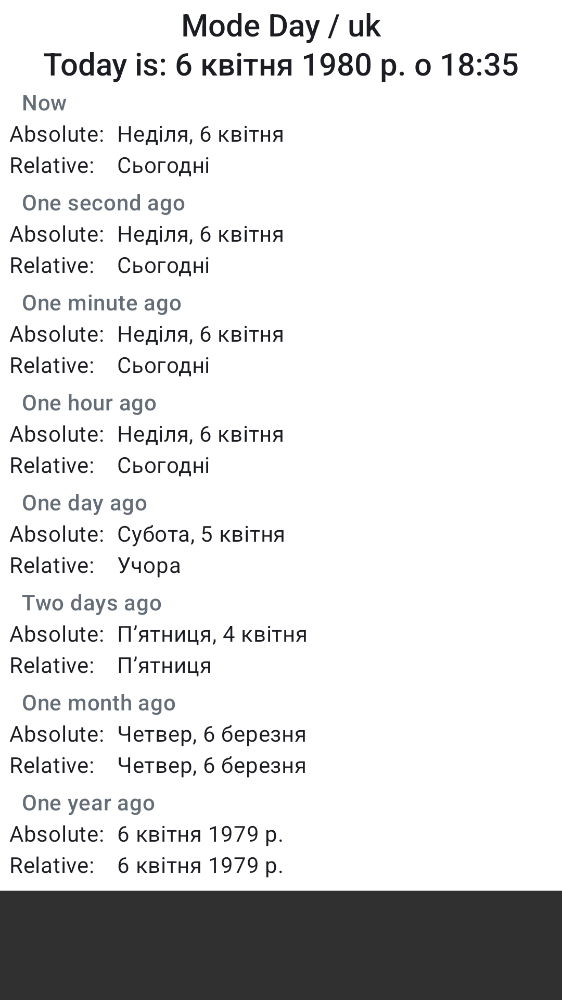 Mode Day / uk
Today is: 6 квітня 1980 р. о 18:35
Now
Absolute: Неділя, 6 квітня
Relative: Сьогодні
One second ago
Absolute: Неділя, 6 квітня
Relative: Сьогодні
One minute ago
Absolute: Неділя, 6 квітня
Relative: Сьогодні
One hour ago
Absolute: Неділя, 6 квітня
Relative: Сьогодні
One day ago
Absolute: Субота, 5 квітня
Relative: Учора
Two days ago
Absolute: Пʼятниця, 4 квітня
Relative: Пʼятниця
One month ago
Absolute: Четвер, 6 березня
Relative: Четвер, 6 березня
One year ago
Absolute: 6 квітня 1979 р.
Relative: 6 квітня 1979 р.